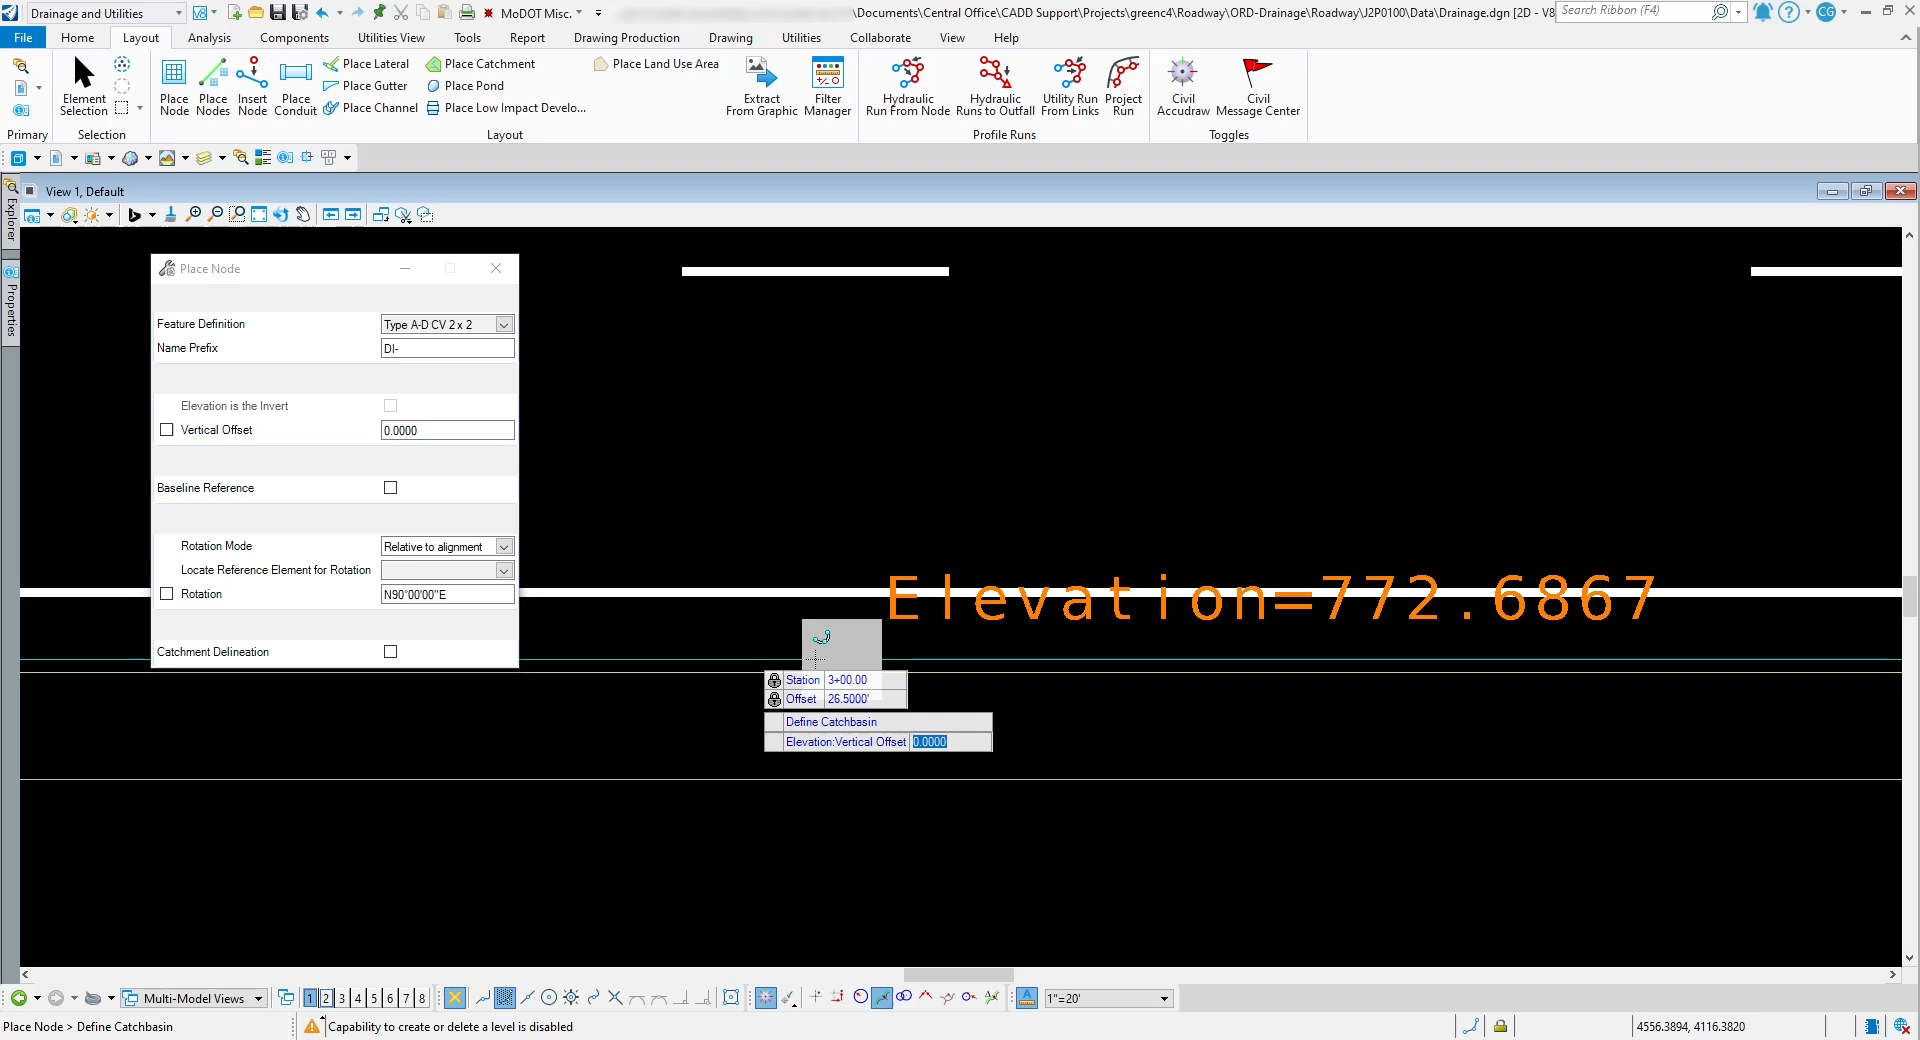 Drainage and Utilities
MoDOT Misc.
\Documents\Central Office\CADD Support\Projects\greenc4\Roadway\ORD-Drainage\Roadway\J2P0100\Data\Drainage.dgn [2D - V8
Search Ribbon (F4)
CG
File
Home
Layout
Analysis
Components
Utilities View
Tools
Report
Drawing Production
Drawing
Utilities
Collaborate
View
Help
Element
Selection
Place
Node
Place
Nodes
Insert
Node
Place
Conduit
Place Lateral
Place Gutter
Place Channel
Place Catchment
Place Pond
Place Low Impact Develo...
Place Land Use Area
Extract
From Graphic
Filter
Manager
Hydraulic
Run From Node
Hydraulic
Runs to Outfall
Utility Run
From Links
Project
Run
Civil
Accudraw
Civil
Message Center
Primary
Selection
Layout
Profile Runs
Toggles
Explorer
Properties
View 1, Default
Place Node
Feature Definition
Type A-D CV 2 x 2
Name Prefix
DI-
Elevation is the Invert
Vertical Offset
0.0000
Baseline Reference
Rotation Mode
Relative to alignment
Locate Reference Element for Rotation
Rotation
N90°00'00"E
Catchment Delineation
Elevation=772.6867
Station
3+00.00
Offset
26.5000'
Define Catchbasin
Elevation:Vertical Offset
0.0000
Multi-Model Views
1 2 3 4 5 6 7 8
1"=20'
Place Node > Define Catchbasin
Capability to create or delete a level is disabled
4556.3894, 4116.3820